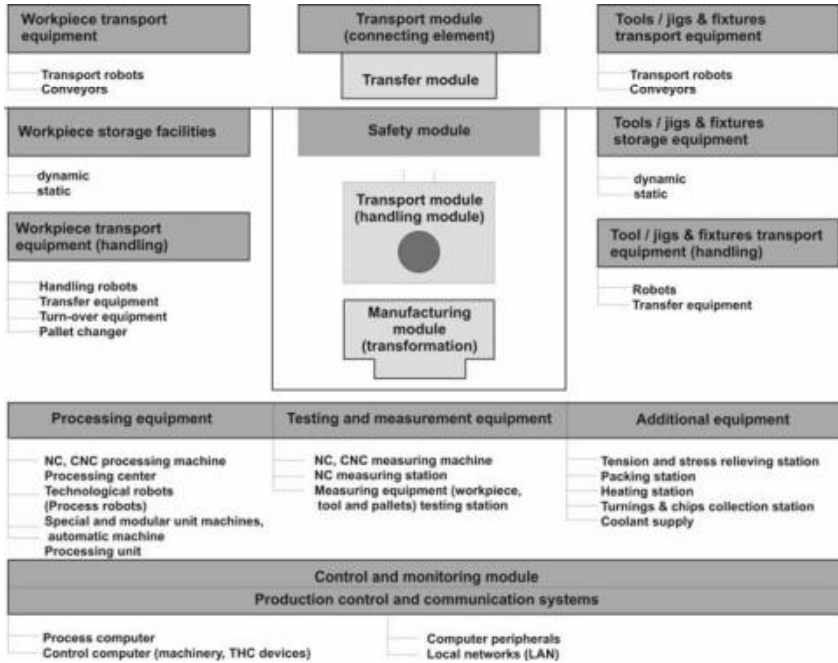 Workpiece transport
equipment
Transport robots
Conveyors
Transport module
(connecting element)
Transfer module
Tools / jigs & fixtures
transport equipment
Transport robots
Conveyors
Workpiece storage facilities
dynamic
static
Safety module
Tools / jigs & fixtures
storage equipment
dynamic
static
Workpiece transport
equipment (handling)
Handling robots
Transfer equipment
Turn-over equipment
Pallet changer
Transport module
(handling module)
Manufacturing
module
(transformation)
Tool / jigs & fixtures transport
equipment (handling)
Robots
Transfer equipment
Processing equipment
NC, CNC processing machine
Processing center
Technological robots
(Process robots)
Special and modular unit machines,
automatic machine
Processing unit
Testing and measurement equipment
NC, CNC measuring machine
NC measuring station
Measuring equipment (workpiece,
tool and pallets) testing station
Additional equipment
Tension and stress relieving station
Packing station
Heating station
Turnings & chips collection station
Coolant supply
Control and monitoring module
Production control and communication systems
Process computer
Control computer (machinery, THC devices)
Computer peripherals
Local networks (LAN)